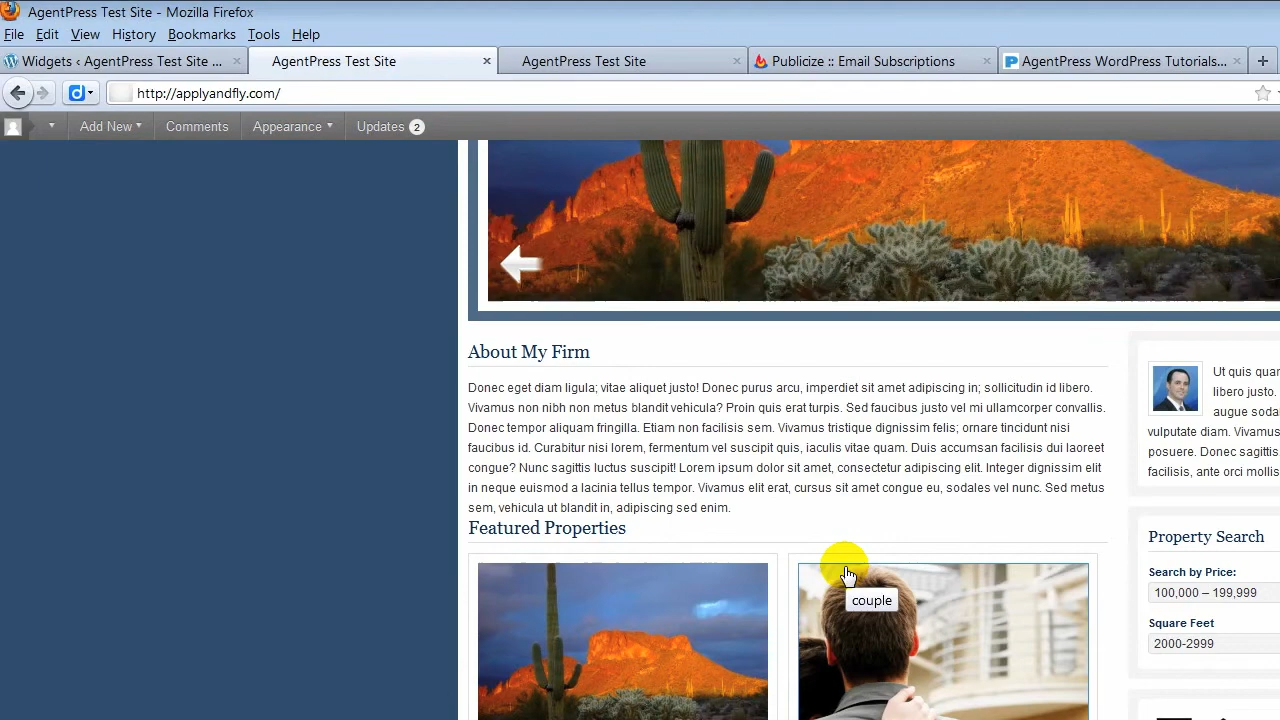 AgentPress Test Site - Mozilla Firefox
File Edit View History Bookmarks Tools Help
Widgets ‹ AgentPress Test Site ...
AgentPress Test Site
AgentPress Test Site
Publicize :: Email Subscriptions
AgentPress WordPress Tutorials...
http://applyandfly.com/
Add New Comments Appearance Updates 2
About My Firm
Donec eget diam ligula; vitae aliquet justo! Donec purus arcu, imperdiet sit amet adipiscing in; sollicitudin id libero.
Vivamus non nibh non metus blandit vehicula? Proin quis erat turpis. Sed faucibus justo vel mi ullamcorper convallis.
Donec tempor aliquam fringilla. Etiam non facilisis sem. Vivamus tristique dignissim felis; ornare tincidunt nisi
faucibus id. Curabitur nisi lorem, fermentum vel suscipit quis, iaculis vitae quam. Duis accumsan facilisis dui laoreet
congue? Nunc sagittis luctus suscipit! Lorem ipsum dolor sit amet, consectetur adipiscing elit. Integer dignissim elit
in neque euismod a lacinia tellus tempor. Vivamus elit erat, cursus sit amet congue eu, sodales vel nunc. Sed metus
sem, vehicula ut blandit in, adipiscing sed enim.
Featured Properties
couple
Ut quis quam
libero justo.
augue soda
vulputate diam. Vivamus
posuere. Donec sagittis
facilisis, ante orci mollis
Property Search
Search by Price:
100,000 – 199,999
Square Feet
2000-2999